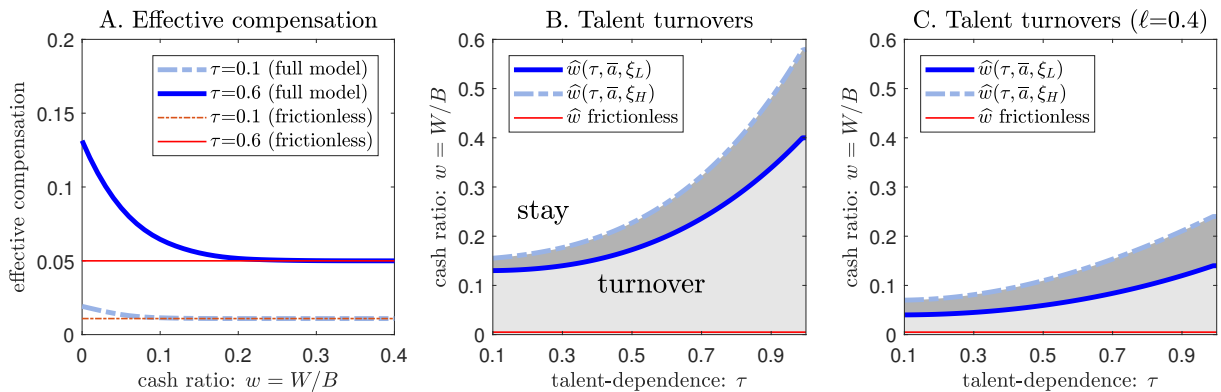 A. Effective compensation
effective compensation
0.2
0.15
0.1
0.05
0
τ=0.1 (full model)
τ=0.6 (full model)
τ=0.1 (frictionless)
τ=0.6 (frictionless)
0 0.1 0.2 0.3 0.4
cash ratio: w = W/B
B. Talent turnovers
cash ratio: w = W/B
0.6
0.5
0.4
0.3
0.2
0.1
0
ŵ(τ, a̅, ξ_L)
ŵ(τ, a̅, ξ_H)
ŵ frictionless
stay
turnover
0.1 0.3 0.5 0.7 0.9
talent-dependence: τ
C. Talent turnovers (ℓ=0.4)
cash ratio: w = W/B
0.6
0.5
0.4
0.3
0.2
0.1
0
ŵ(τ, a̅, ξ_L)
ŵ(τ, a̅, ξ_H)
ŵ frictionless
0.1 0.3 0.5 0.7 0.9
talent-dependence: τ